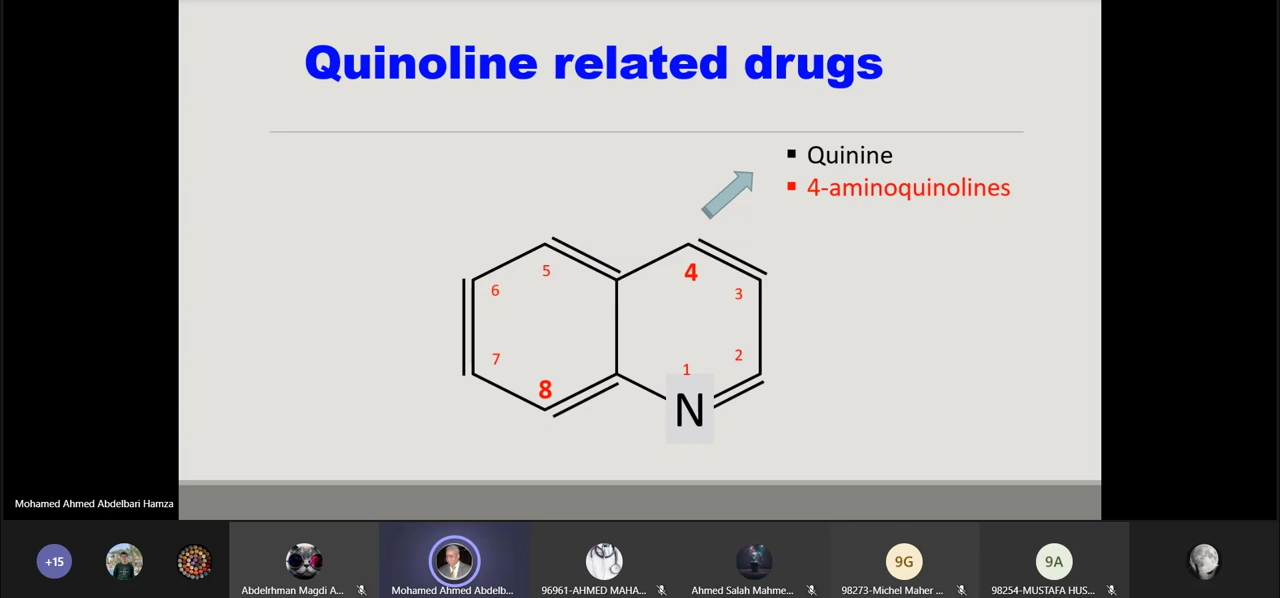 Quinoline related drugs
Quinine
4-aminoquinolines
5
4
6
3
7
2
8
1
N
Mohamed Ahmed Abdelbari Hamza
+15
Abdelrhman Magdi A...
Mohamed Ahmed Abdelb...
96961-AHMED MAHA...
Ahmed Salah Mahme...
9G
98273-Michel Maher ...
9A
98254-MUSTAFA HUS...